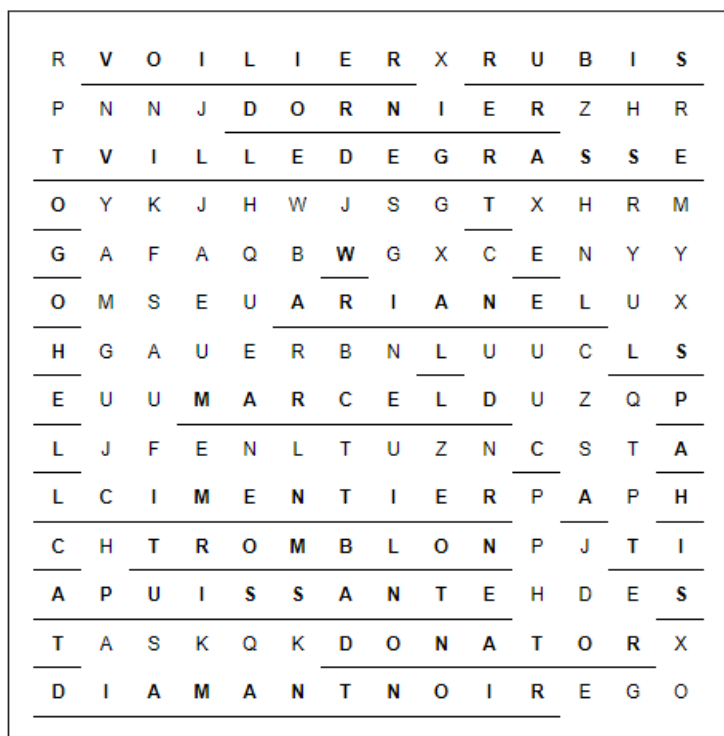 R V O I L I E R X R U B I S
P N N J D O R N I E R Z H R
T V I L L E D E G R A S S E
O Y K J H W J S G T X H R M
G A F A Q B W G X C E N Y Y
O M S E U A R I A N E L U X
H G A U E R B N L U U C L S
E U U M A R C E L D U Z Q P
L J F E N L T U Z N C S T A
L C I M E N T I E R P A P H
C H T R O M B L O N P J T I
A P U I S S A N T E H D E S
T A S K Q K D O N A T O R X
D I A M A N T N O I R E G O